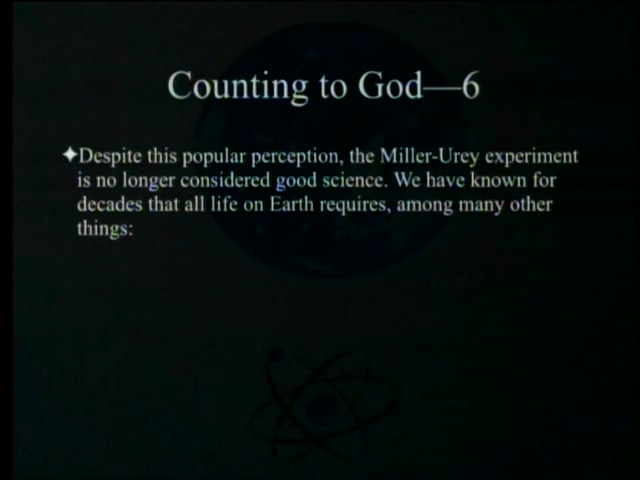 Counting to God—6
✦Despite this popular perception, the Miller-Urey experiment
is no longer considered good science. We have known for
decades that all life on Earth requires, among many other
things: